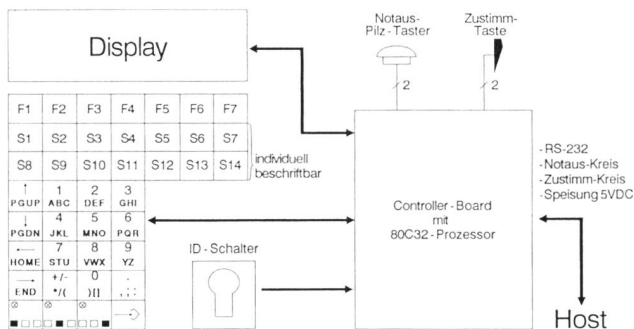 Notaus-
Pilz-Taster
Zustimm-
Taste
Display
2
2
F1 F2 F3 F4 F5 F6 F7
S1 S2 S3 S4 S5 S6 S7
S8 S9 S10 S11 S12 S13 S14
individuell
beschriftbar
↑ 1 2 3
PGUP ABC DEF GHI
↓ 4 5 6
PGDN JKL MNO PQR
← 7 8 9
HOME STU VWX YZ
→ +/- 0 .
END */( )[] ,;:
ID-Schalter
Controller-Board
mit
80C32-Prozessor
-RS-232
-Notaus-Kreis
-Zustimm-Kreis
-Speisung 5VDC
Host